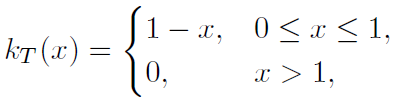 k_T(x) = { 1 − x, 0 ≤ x ≤ 1,
0, x > 1,